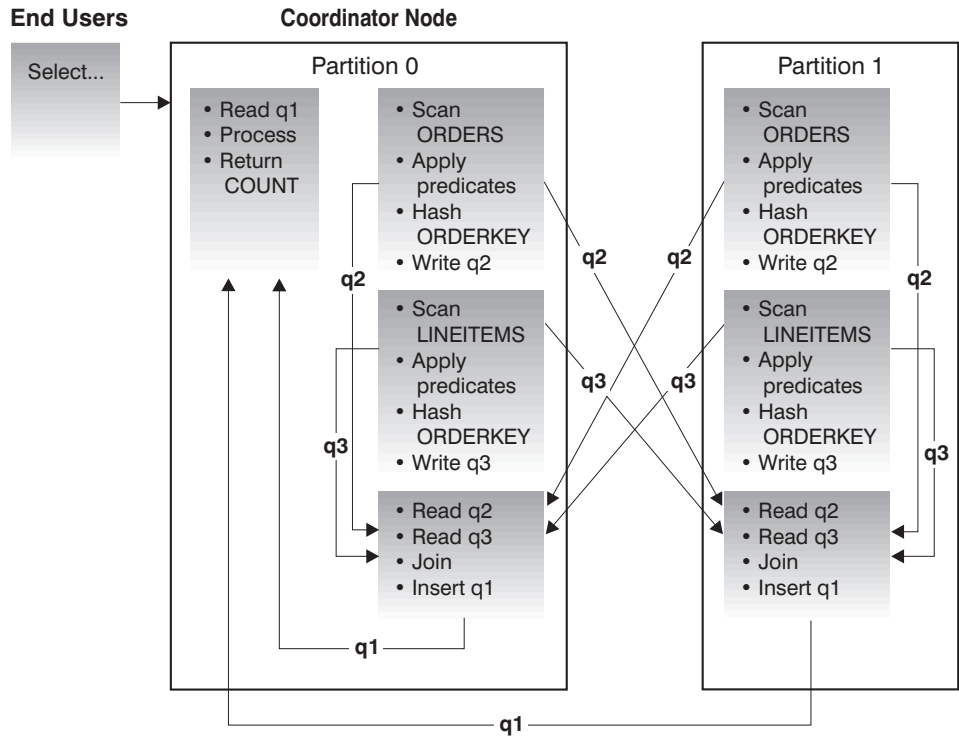 End Users
Coordinator Node
Select...
Partition 0
• Read q1
• Process
• Return
COUNT
• Scan
ORDERS
• Apply
predicates
• Hash
ORDERKEY
• Write q2
q2
q2
• Scan
LINEITEMS
• Apply
predicates
• Hash
ORDERKEY
• Write q3
q3
q3
• Read q2
• Read q3
• Join
• Insert q1
q1
Partition 1
• Scan
ORDERS
• Apply
predicates
• Hash
ORDERKEY
• Write q2
q2
q2
• Scan
LINEITEMS
• Apply
predicates
• Hash
ORDERKEY
• Write q3
q3
q3
• Read q2
• Read q3
• Join
• Insert q1
q1